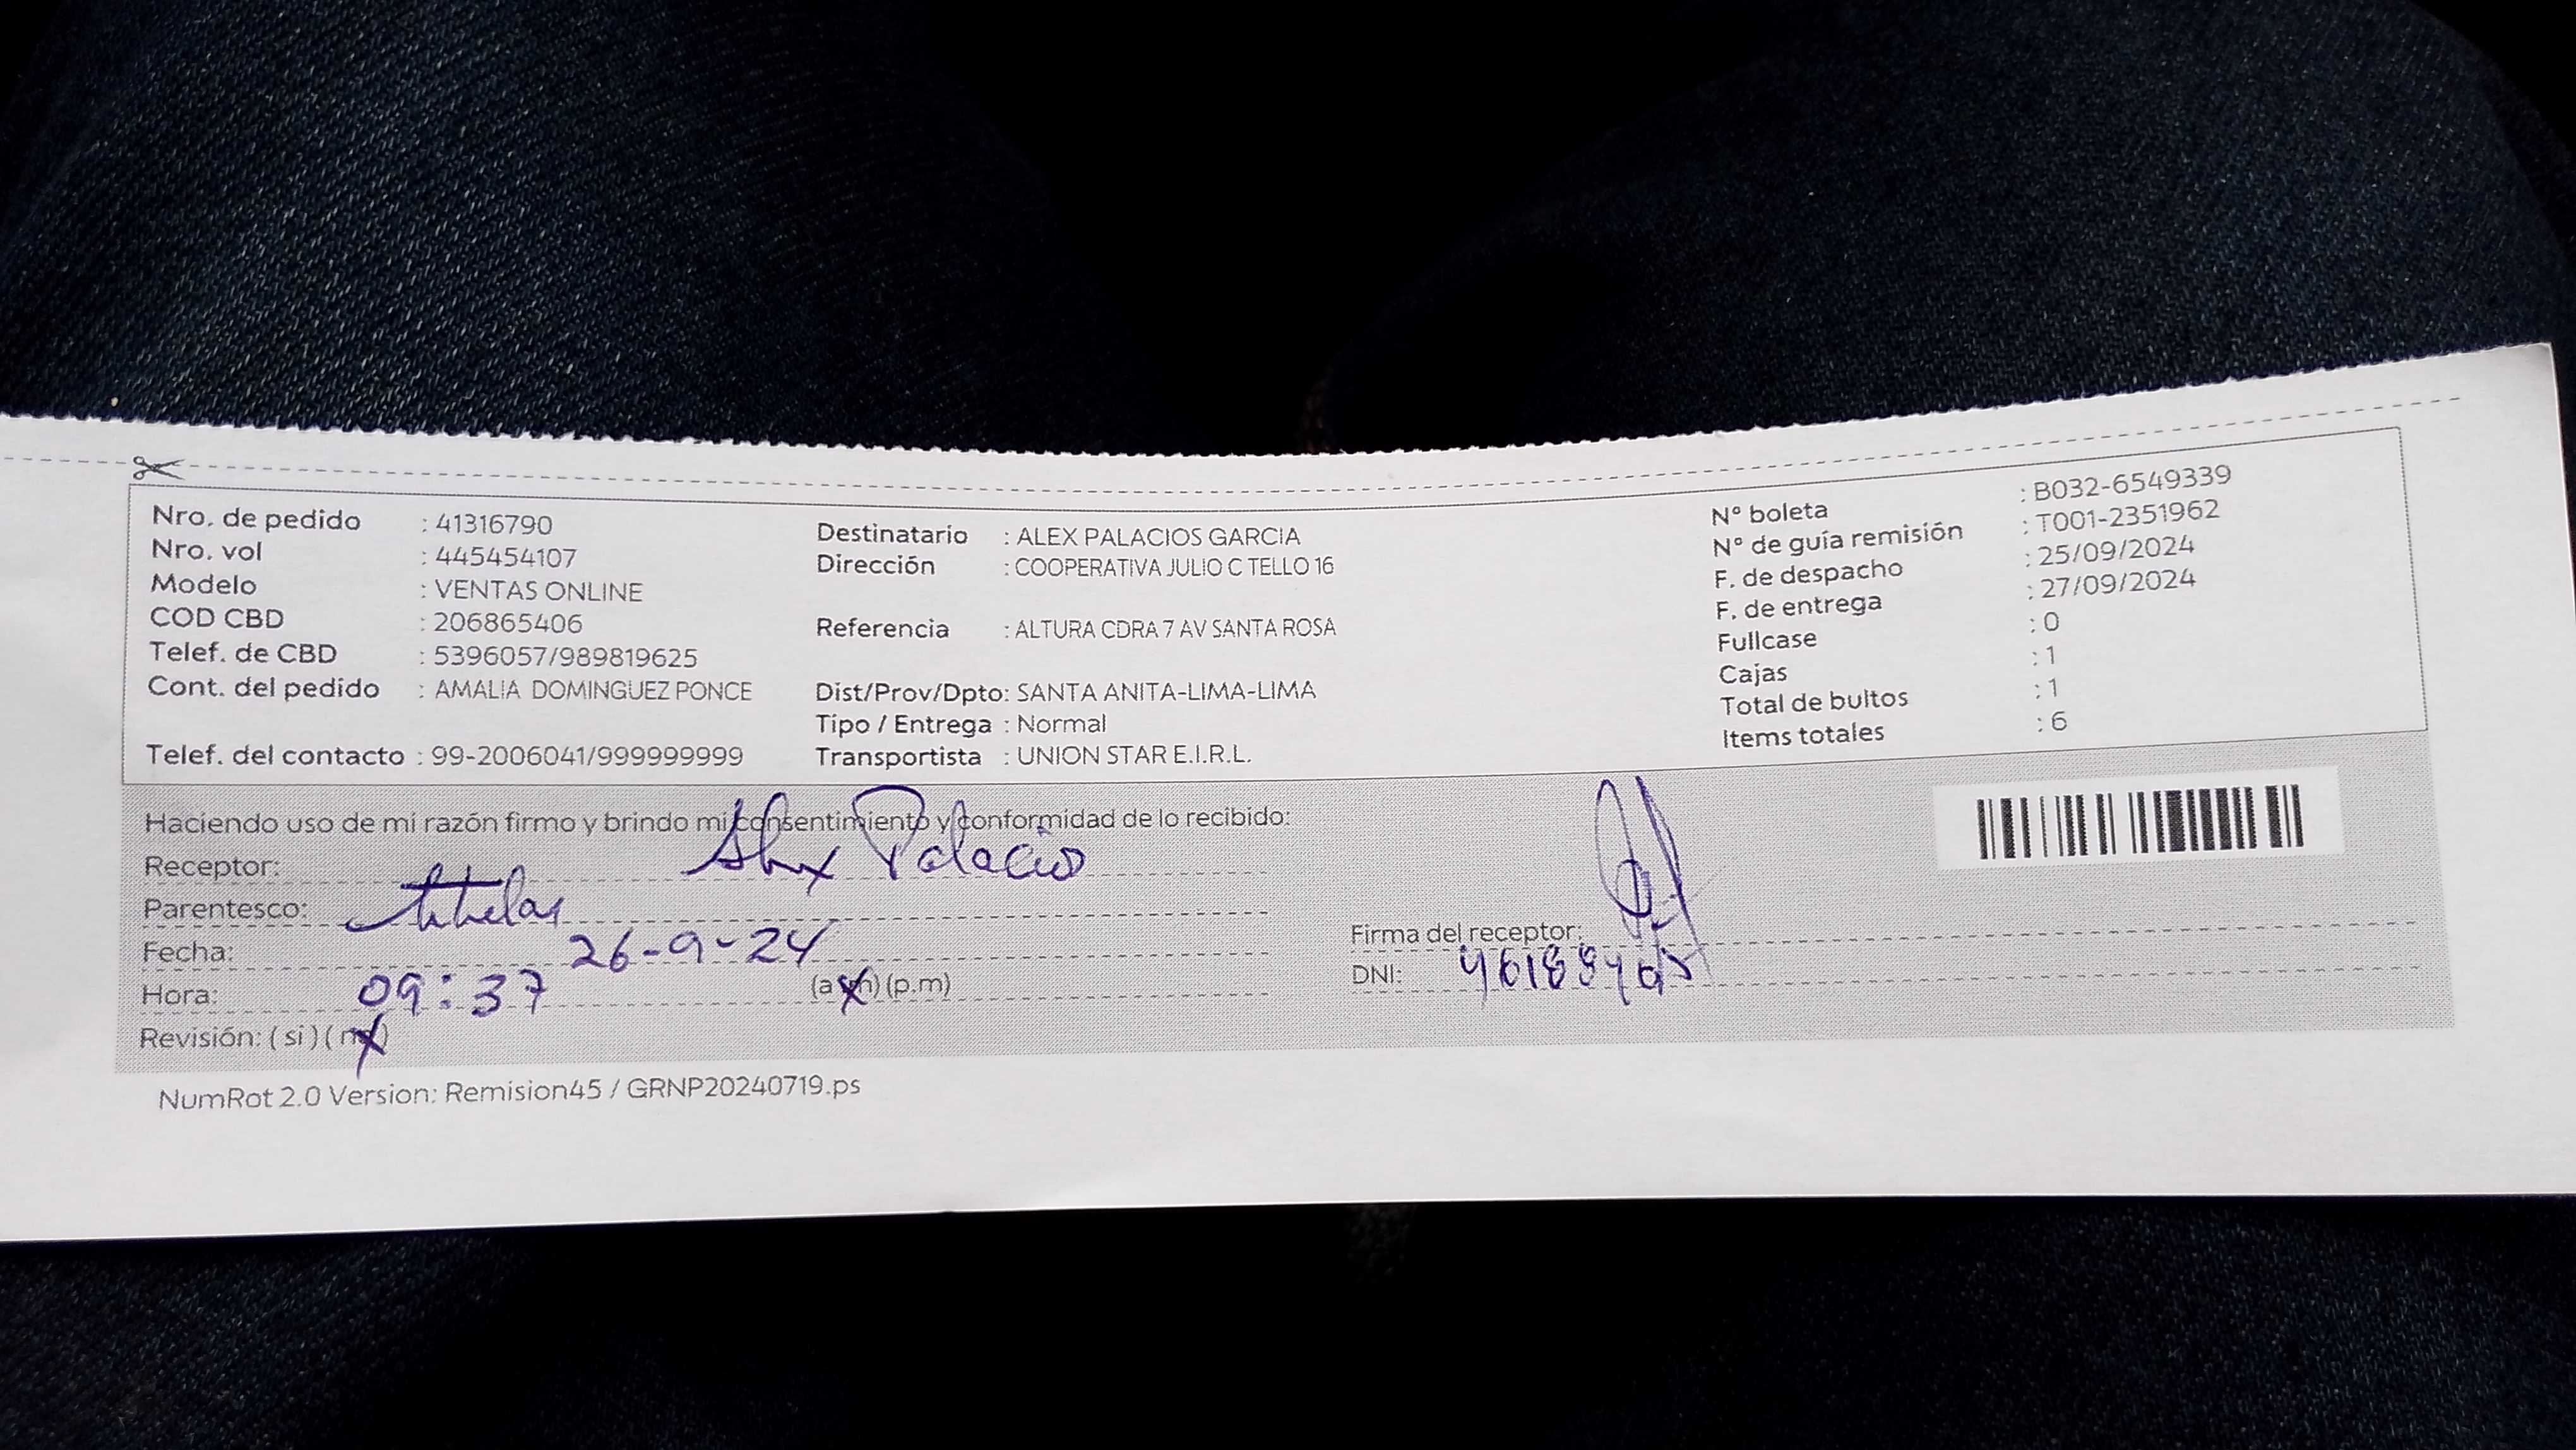 Nro. de pedido : 41316790
Nro. vol : 445454107
Modelo : VENTAS ONLINE
COD CBD : 206865406
Telef. de CBD : 5396057/989819625
Cont. del pedido : AMALIA DOMINGUEZ PONCE
Telef. del contacto : 99-2006041/999999999
Destinatario : ALEX PALACIOS GARCIA
Dirección : COOPERATIVA JULIO C TELLO 16
Referencia : ALTURA CDRA 7 AV SANTA ROSA
Dist/Prov/Dpto: SANTA ANITA-LIMA-LIMA
Tipo / Entrega : Normal
Transportista : UNION STAR E.I.R.L.
N° boleta : B032-6549339
N° de guía remisión : T001-2351962
F. de despacho : 25/09/2024
F. de entrega : 27/09/2024
Fullcase : 0
Cajas : 1
Total de bultos : 1
Items totales : 6
Haciendo uso de mi razón firmo y brindo mi consentimiento y conformidad de lo recibido:
Receptor: Alex Palacio
Parentesco: titular
Fecha: 26-9-24
Hora: 09:37 (a.m) (p.m)
Revisión: ( si ) ( no )
Firma del receptor:
DNI:
NumRot 2.0 Version: Remision45 / GRNP20240719.ps